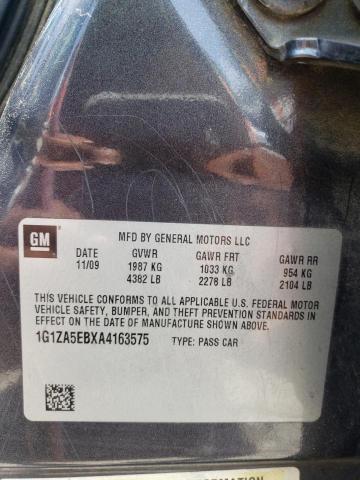 GM
MFD BY GENERAL MOTORS LLC
DATE GVWR GAWR FRT GAWR RR
11/09 1987 KG 1033 KG 954 KG
4382 LB 2278 LB 2104 LB
THIS VEHICLE CONFORMS TO ALL APPLICABLE U.S. FEDERAL MOTOR
VEHICLE SAFETY, BUMPER, AND THEFT PREVENTION STANDARDS IN
EFFECT ON THE DATE OF MANUFACTURE SHOWN ABOVE.
1G1ZA5EBXA4163575 TYPE: PASS CAR